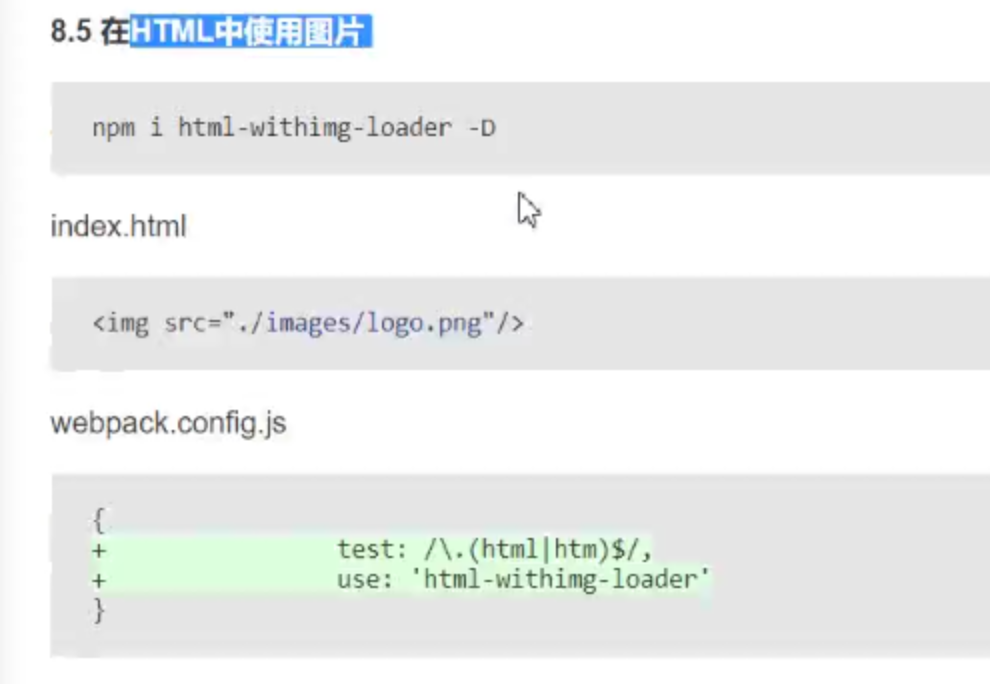 8.5 在HTML中使用图片
npm i html-withimg-loader -D
index.html
<img src="./images/logo.png"/>
webpack.config.js
{
+ test: /\.(html|htm)$/,
+ use: 'html-withimg-loader'
}